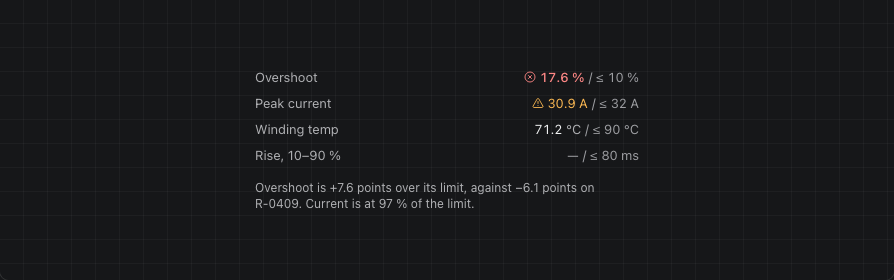 Overshoot 17.6 % / ≤ 10 %
Peak current 30.9 A / ≤ 32 A
Winding temp 71.2 °C / ≤ 90 °C
Rise, 10–90 % — / ≤ 80 ms
Overshoot is +7.6 points over its limit, against −6.1 points on
R-0409. Current is at 97 % of the limit.